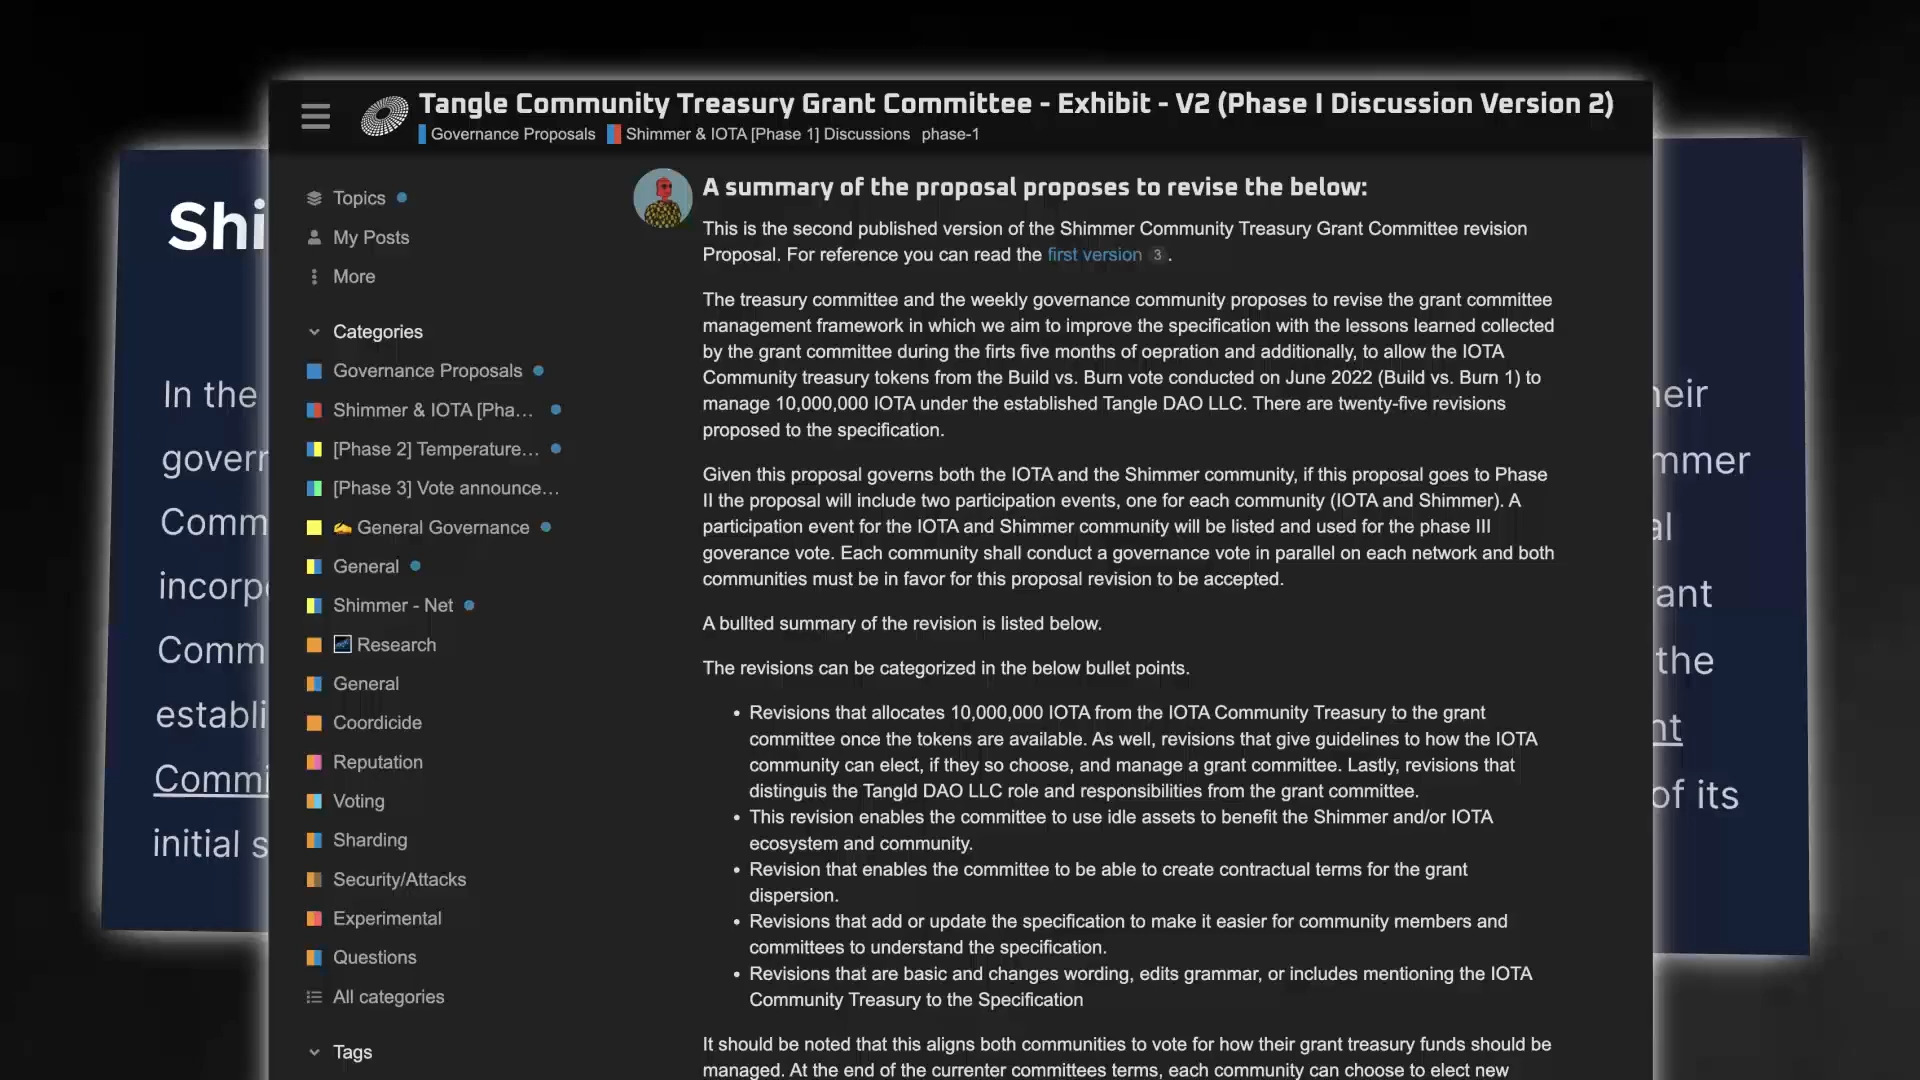 Tangle Community Treasury Grant Committee - Exhibit - V2 (Phase I Discussion Version 2)
Governance Proposals Shimmer & IOTA [Phase 1] Discussions phase-1
Topics
My Posts
More
Categories
Governance Proposals
Shimmer & IOTA [Pha...
[Phase 2] Temperature...
[Phase 3] Vote announce...
General Governance
General
Shimmer - Net
Research
General
Coordicide
Reputation
Voting
Sharding
Security/Attacks
Experimental
Questions
All categories
Tags
A summary of the proposal proposes to revise the below:
This is the second published version of the Shimmer Community Treasury Grant Committee revision
Proposal. For reference you can read the first version 3 .
The treasury committee and the weekly governance community proposes to revise the grant committee
management framework in which we aim to improve the specification with the lessons learned collected
by the grant committee during the firts five months of oepration and additionally, to allow the IOTA
Community treasury tokens from the Build vs. Burn vote conducted on June 2022 (Build vs. Burn 1) to
manage 10,000,000 IOTA under the established Tangle DAO LLC. There are twenty-five revisions
proposed to the specification.
Given this proposal governs both the IOTA and the Shimmer community, if this proposal goes to Phase
II the proposal will include two participation events, one for each community (IOTA and Shimmer). A
participation event for the IOTA and Shimmer community will be listed and used for the phase III
goverance vote. Each community shall conduct a governance vote in parallel on each network and both
communities must be in favor for this proposal revision to be accepted.
A bullted summary of the revision is listed below.
The revisions can be categorized in the below bullet points.
• Revisions that allocates 10,000,000 IOTA from the IOTA Community Treasury to the grant
committee once the tokens are available. As well, revisions that give guidelines to how the IOTA
community can elect, if they so choose, and manage a grant committee. Lastly, revisions that
distinguis the Tangld DAO LLC role and responsibilities from the grant committee.
• This revision enables the committee to use idle assets to benefit the Shimmer and/or IOTA
ecosystem and community.
• Revision that enables the committee to be able to create contractual terms for the grant
dispersion.
• Revisions that add or update the specification to make it easier for community members and
committees to understand the specification.
• Revisions that are basic and changes wording, edits grammar, or includes mentioning the IOTA
Community Treasury to the Specification
It should be noted that this aligns both communities to vote for how their grant treasury funds should be
managed. At the end of the currenter committees terms, each community can choose to elect new
Shi
In the
govern
Comm
incorp
Comm
establi
Commi
initial s
heir
mmer
al
rant
the
nt
of its